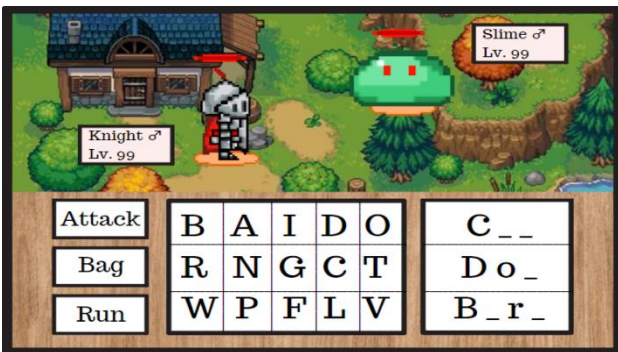 Slime ♂
Lv. 99
Knight ♂
Lv. 99
Attack
Bag
Run
B A I D O
R N G C T
W P F L V
C _ _
D o _
B _ r _